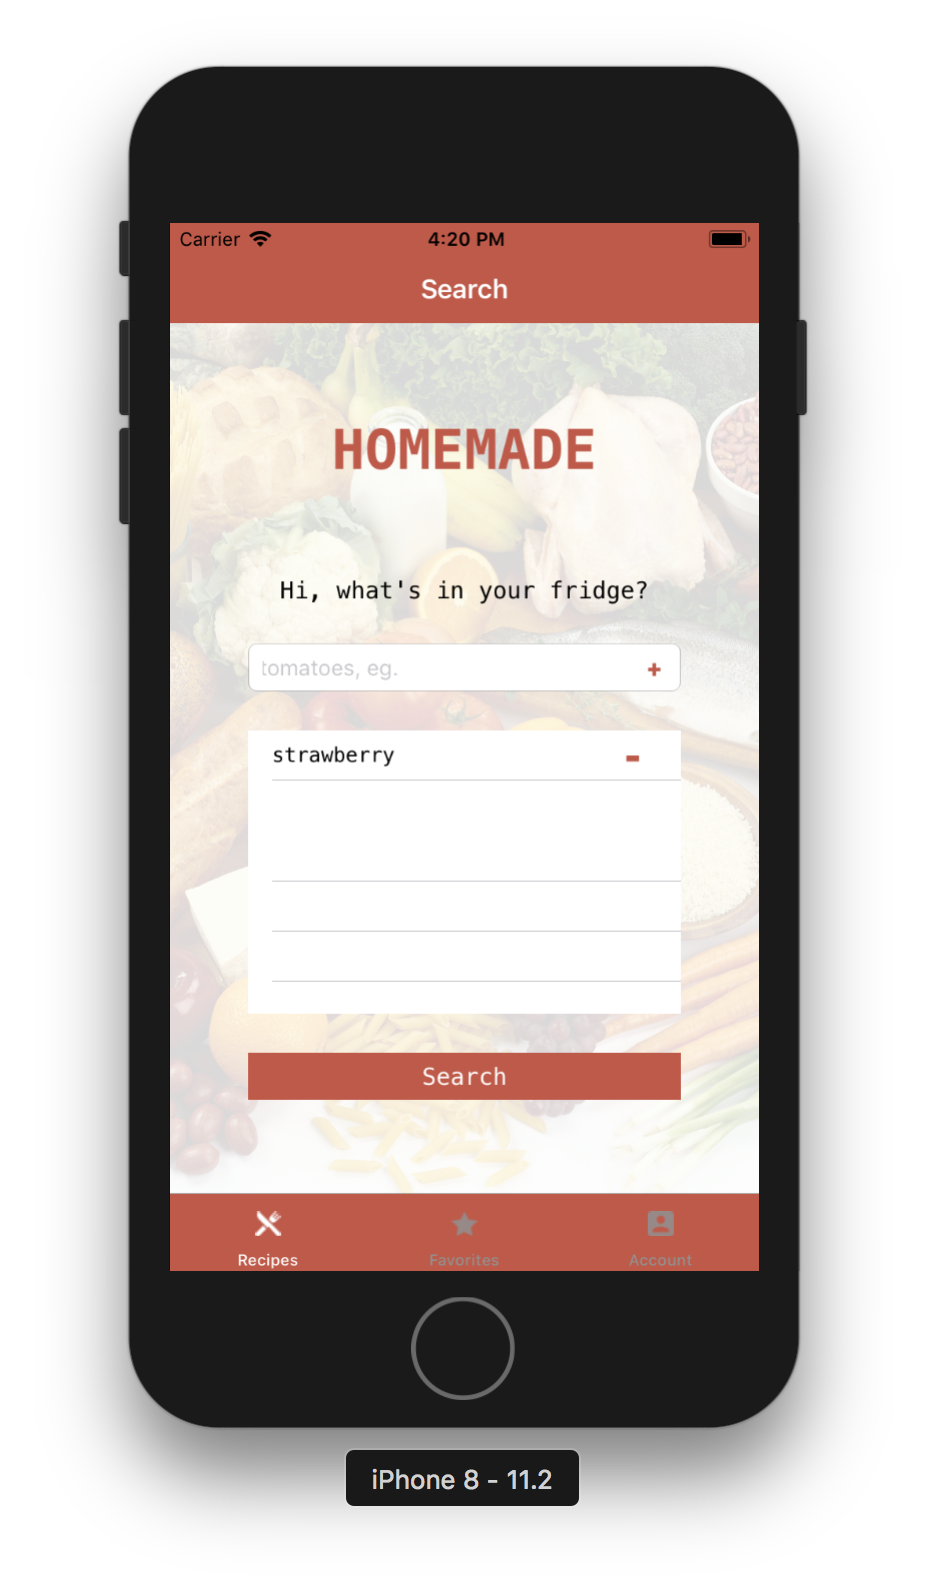 Carrier 4:20 PM
Search
HOMEMADE
Hi, what's in your fridge?
tomatoes, eg. +
strawberry -
Search
Recipes Favorites Account
iPhone 8 - 11.2